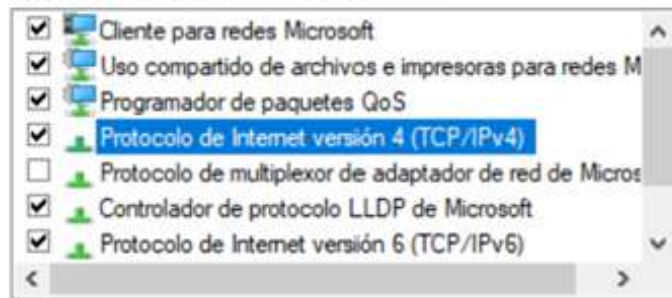 Cliente para redes Microsoft
Uso compartido de archivos e impresoras para redes M
Programador de paquetes QoS
Protocolo de Internet versión 4 (TCP/IPv4)
Protocolo de multiplexor de adaptador de red de Micros
Controlador de protocolo LLDP de Microsoft
Protocolo de Internet versión 6 (TCP/IPv6)